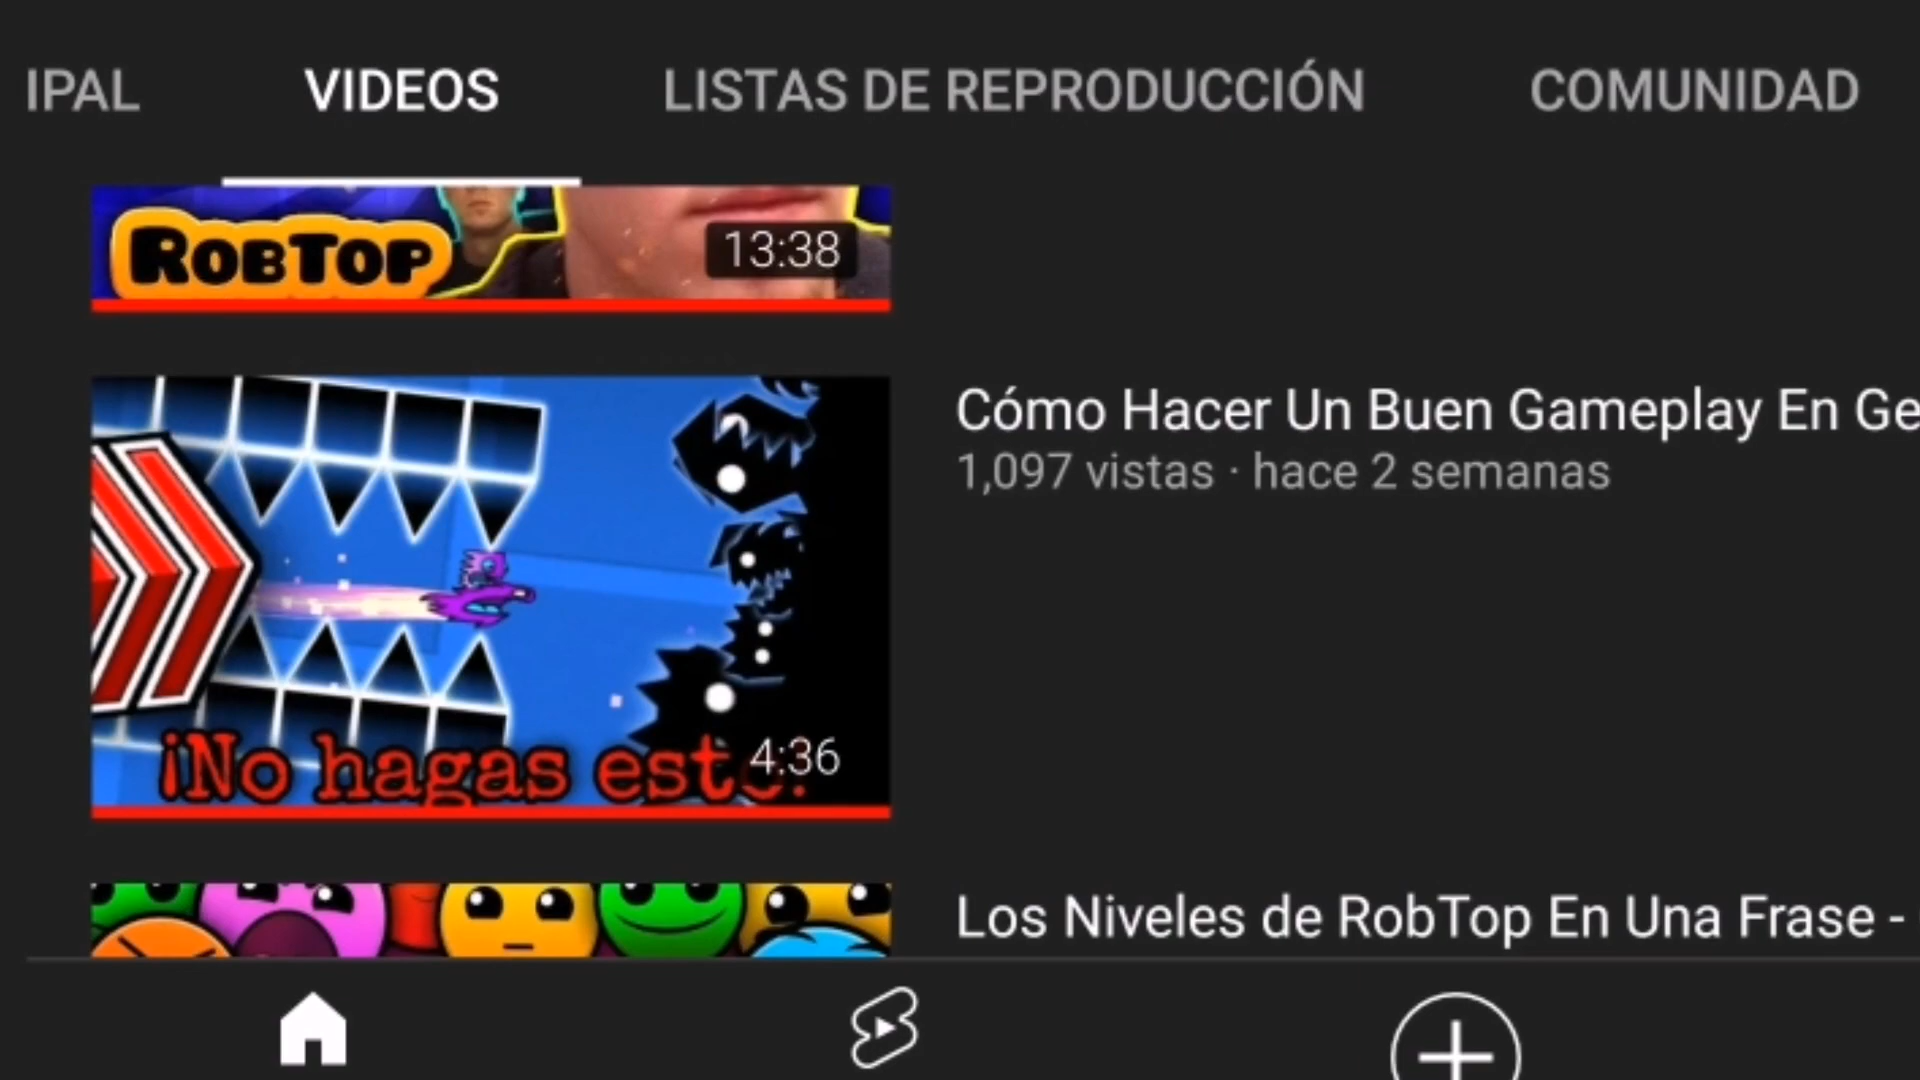 IPAL VIDEOS LISTAS DE REPRODUCCIÓN COMUNIDAD
ROBTOP
13:38
Cómo Hacer Un Buen Gameplay En Ge
1,097 vistas · hace 2 semanas
¡No hagas esto!
4:36
Los Niveles de RobTop En Una Frase -